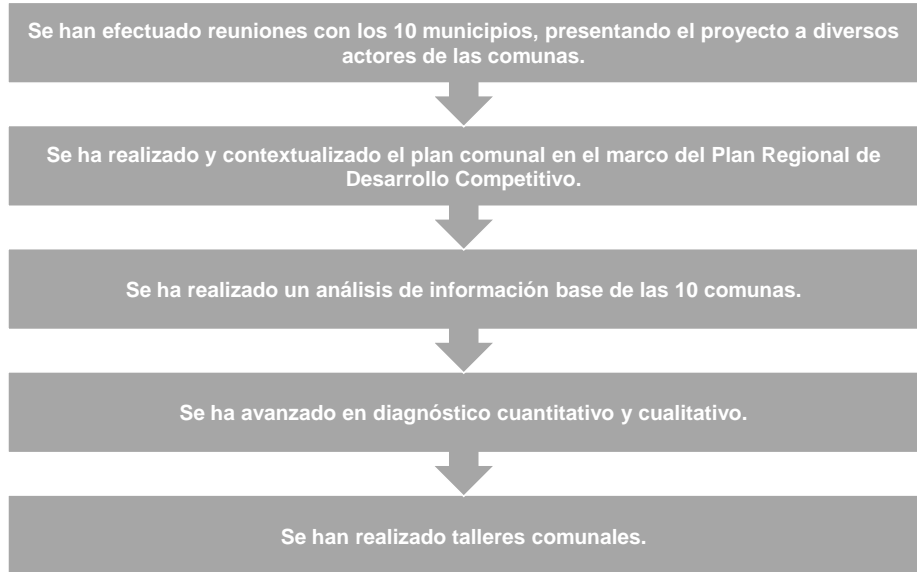 Se han efectuado reuniones con los 10 municipios, presentando el proyecto a diversos
actores de las comunas.
Se ha realizado y contextualizado el plan comunal en el marco del Plan Regional de
Desarrollo Competitivo.
Se ha realizado un análisis de información base de las 10 comunas.
Se ha avanzado en diagnóstico cuantitativo y cualitativo.
Se han realizado talleres comunales.